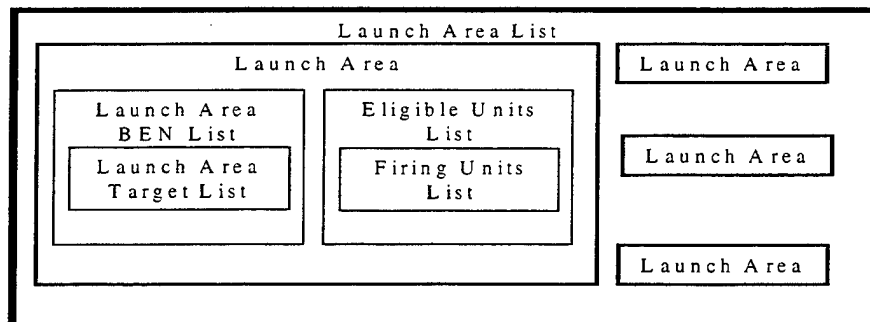 Launch Area List
Launch Area
Launch Area
BEN List
Launch Area
Target List
Eligible Units
List
Firing Units
List
Launch Area
Launch Area
Launch Area